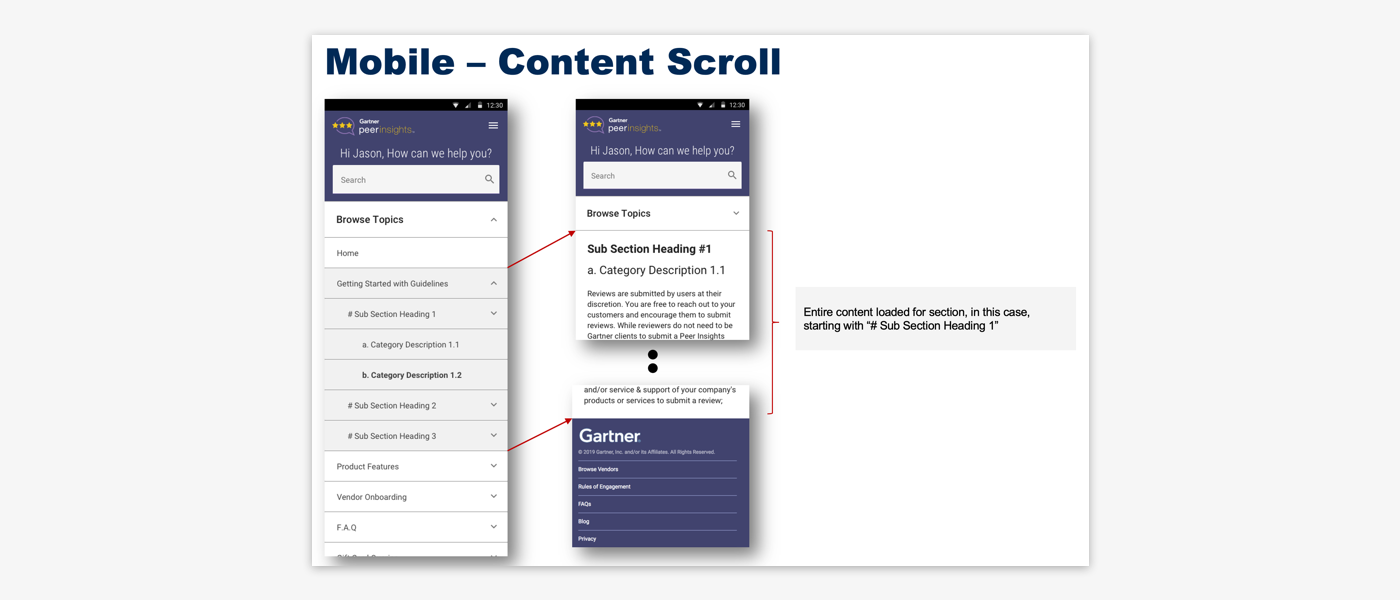 Mobile – Content Scroll
12:30
Gartner
peerinsights.
Hi Jason, How can we help you?
Search
Browse Topics
Home
Getting Started with Guidelines
# Sub Section Heading 1
a. Category Description 1.1
b. Category Description 1.2
# Sub Section Heading 2
# Sub Section Heading 3
Product Features
Vendor Onboarding
F.A.Q
12:30
Gartner
peerinsights.
Hi Jason, How can we help you?
Search
Browse Topics
Sub Section Heading #1
a. Category Description 1.1
Reviews are submitted by users at their
discretion. You are free to reach out to your
customers and encourage them to submit
reviews. While reviewers do not need to be
Gartner clients to submit a Peer Insights
and/or service & support of your company's
products or services to submit a review;
Gartner
© 2019 Gartner, Inc. and/or its Affiliates. All Rights Reserved.
Browse Vendors
Rules of Engagement
FAQs
Blog
Privacy
Entire content loaded for section, in this case,
starting with “# Sub Section Heading 1”